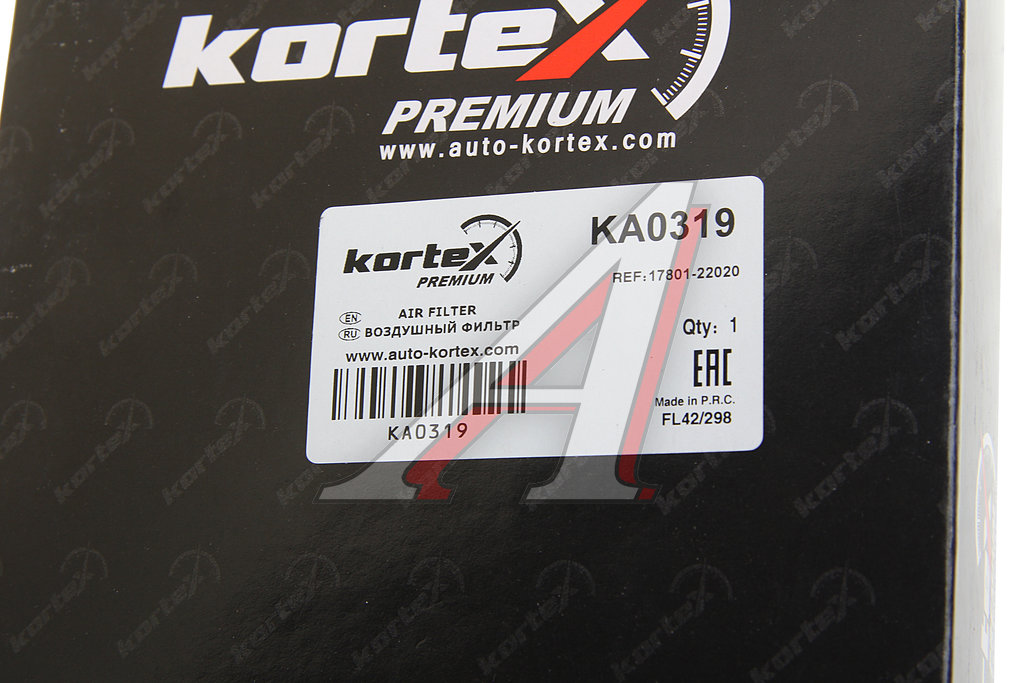 kortex
PREMIUM
www.auto-kortex.com
kortex
PREMIUM
KA0319
REF:17801-22020
EN AIR FILTER
RU ВОЗДУШНЫЙ ФИЛЬТР
Qty: 1
www.auto-kortex.com
EAC
Made in P.R.C.
FL42/298
KA0319